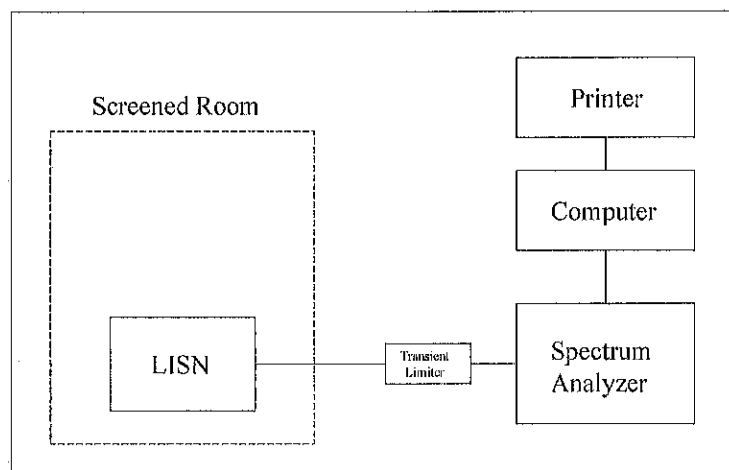 Screened Room
Printer
Computer
LISN
Transient
Limiter
Spectrum
Analyzer